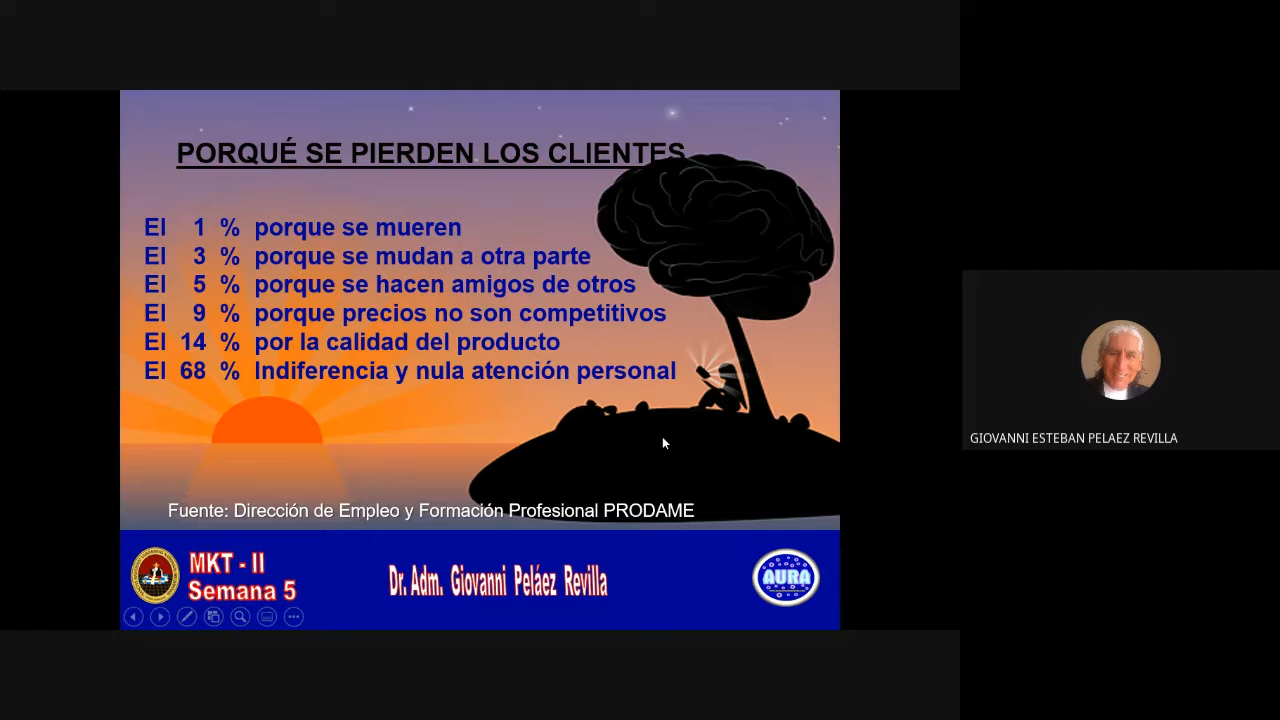 PORQUÉ SE PIERDEN LOS CLIENTES
El 1 % porque se mueren
El 3 % porque se mudan a otra parte
El 5 % porque se hacen amigos de otros
El 9 % porque precios no son competitivos
El 14 % por la calidad del producto
El 68 % Indiferencia y nula atención personal
Fuente: Dirección de Empleo y Formación Profesional PRODAME
MKT - II
Semana 5
Dr. Adm. Giovanni Peláez Revilla
AURA
GIOVANNI ESTEBAN PELAEZ REVILLA